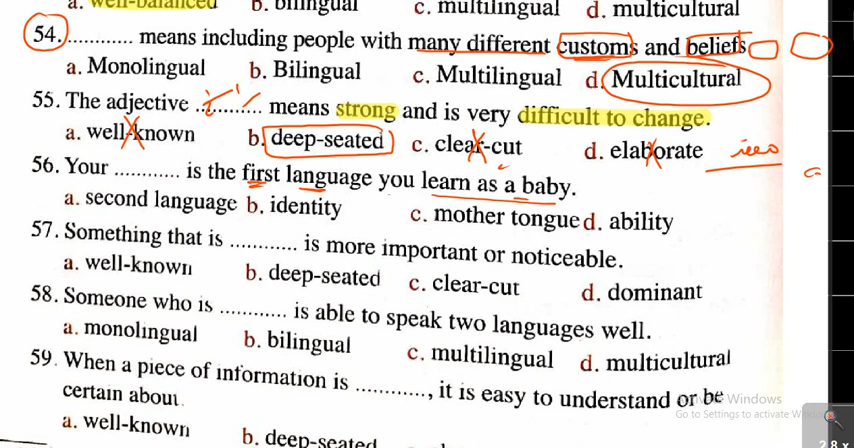 a. well-balanced b. bilingual c. multilingual d. multicultural
54. ............ means including people with many different customs and beliefs
a. Monolingual b. Bilingual c. Multilingual d. Multicultural
55. The adjective ............ means strong and is very difficult to change.
a. well-known b. deep-seated c. clear-cut d. elaborate
56. Your ............ is the first language you learn as a baby.
a. second language b. identity c. mother tongue d. ability
57. Something that is ............ is more important or noticeable.
a. well-known b. deep-seated c. clear-cut d. dominant
58. Someone who is ............ is able to speak two languages well.
a. monolingual b. bilingual c. multilingual d. multicultural
59. When a piece of information is ............, it is easy to understand or be
certain about.
a. well-known b. deep-seated
Windows
Go to Settings to activate Windows
2.8 x